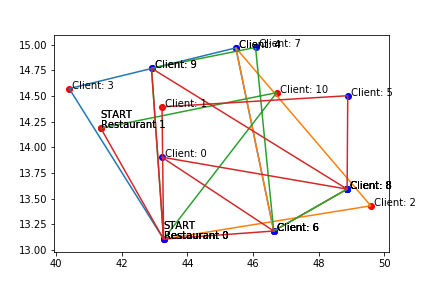 15.00
14.75
14.50
14.25
14.00
13.75
13.50
13.25
13.00
Client: 4
Client: 7
Client: 9
Client: 3
Client: 10
Client: 5
Client: 1
START
Restaurant 1
Client: 0
Client: 8
Client: 2
START
Restaurant 0
Client: 6
40
42
44
46
48
50